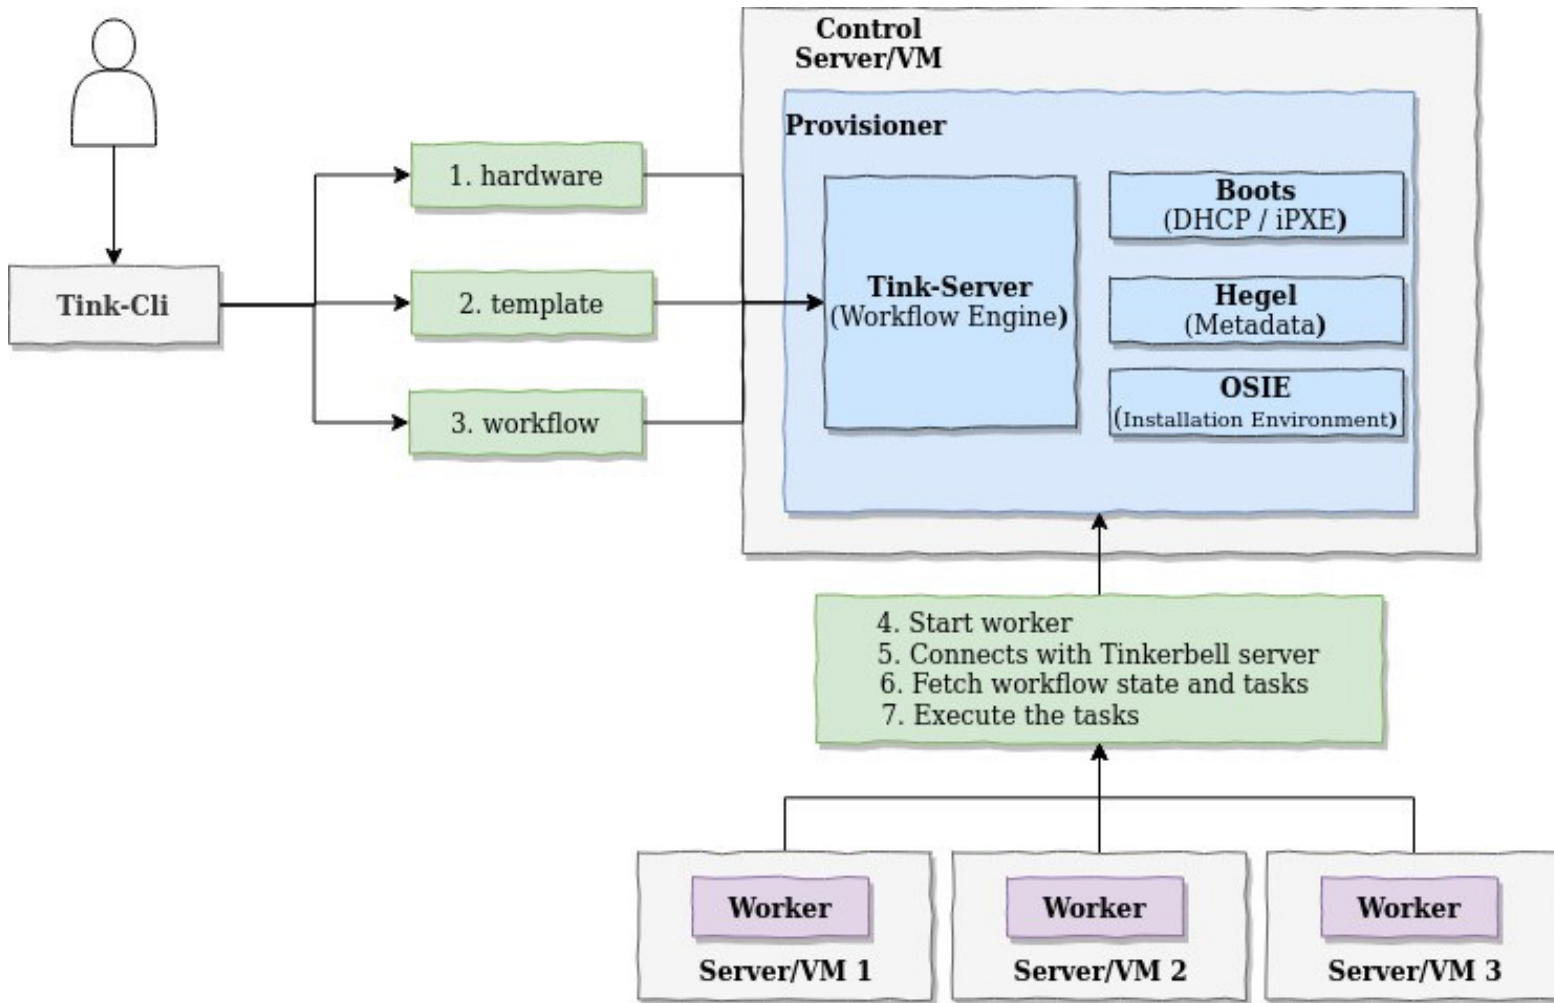 Control
Server/VM
Provisioner
Tink-Cli
1. hardware
2. template
3. workflow
Tink-Server
(Workflow Engine)
Boots
(DHCP / iPXE)
Hegel
(Metadata)
OSIE
(Installation Environment)
4. Start worker
5. Connects with Tinkerbell server
6. Fetch workflow state and tasks
7. Execute the tasks
Worker
Server/VM 1
Worker
Server/VM 2
Worker
Server/VM 3